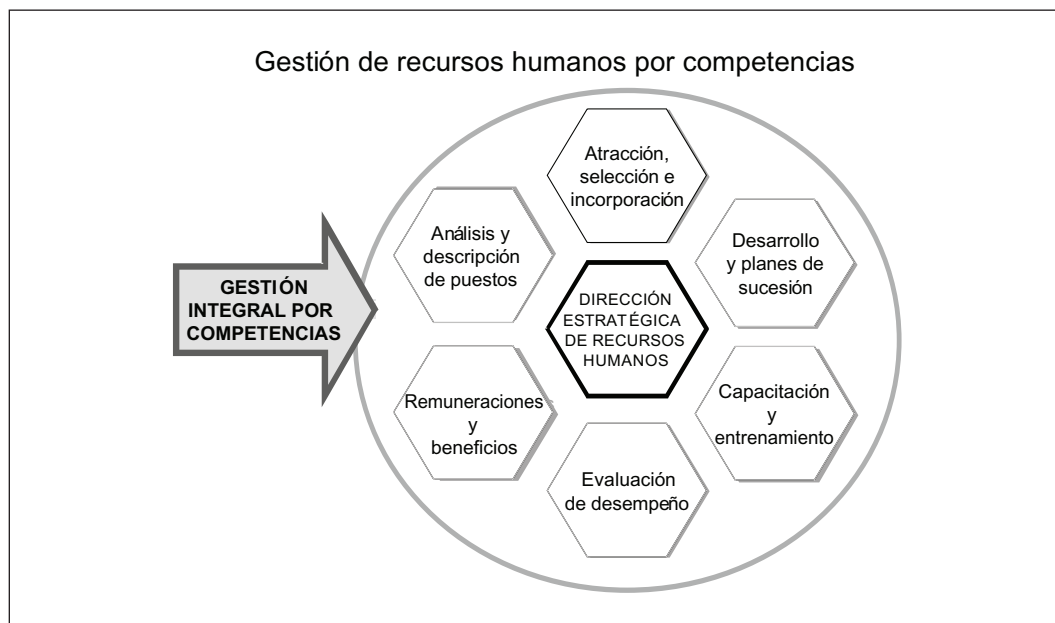 Gestión de recursos humanos por competencias
Atracción,
selección e
incorporación
Análisis y
descripción
de puestos
Desarrollo
y planes de
sucesión
GESTIÓN
INTEGRAL POR
COMPETENCIAS
DIRECCIÓN
ESTRATÉGICA
DE RECURSOS
HUMANOS
Remuneraciones
y
beneficios
Capacitación
y
entrenamiento
Evaluación
de desempeño